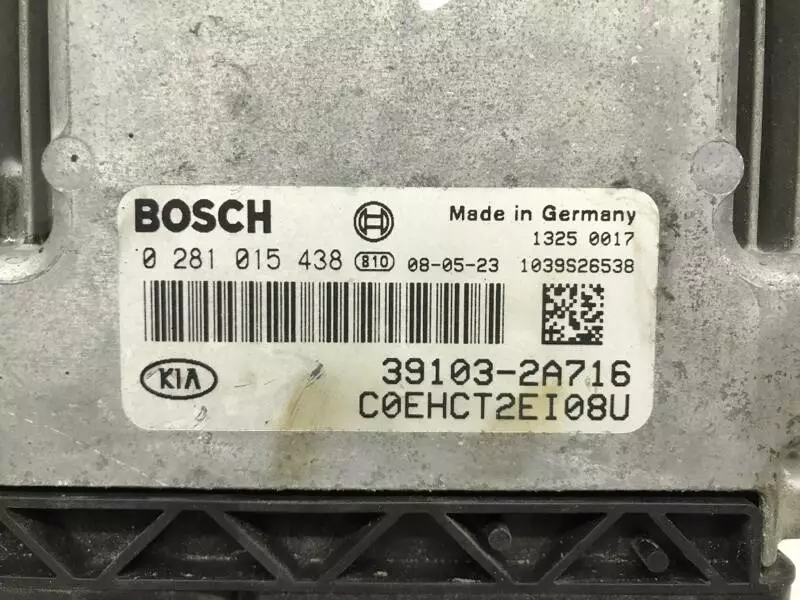 BOSCH
Made in Germany
1325 0017
0 281 015 438 810 08-05-23 1039S26538
KIA
39103-2A716
C0EHCT2EI08U